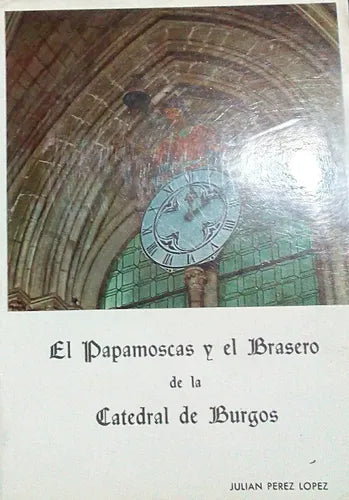 El Papamoscas y el Brasero
de la
Catedral de Burgos
JULIAN PEREZ LOPEZ